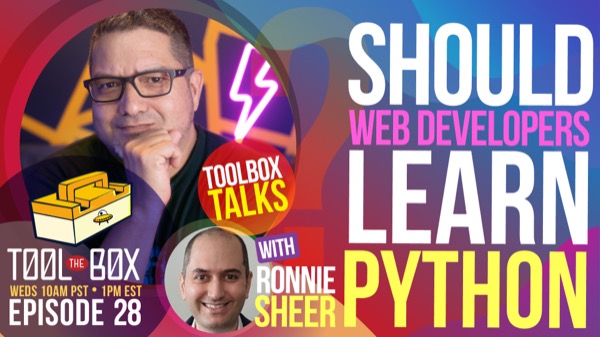 SHOULD
WEB DEVELOPERS
LEARN
PYTHON
TOOLBOX
TALKS
WITH
RONNIE
SHEER
TOOL THE BOX
WEDS 10AM PST • 1PM EST
EPISODE 28